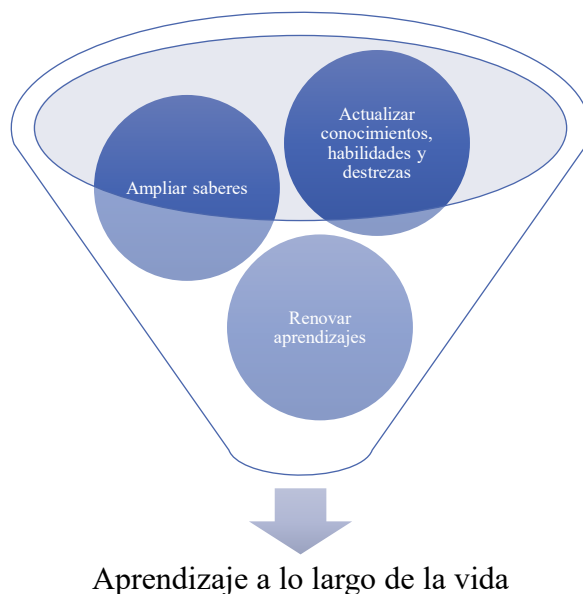 Actualizar
conocimientos,
habilidades y
destrezas
Ampliar saberes
Renovar
aprendizajes
Aprendizaje a lo largo de la vida